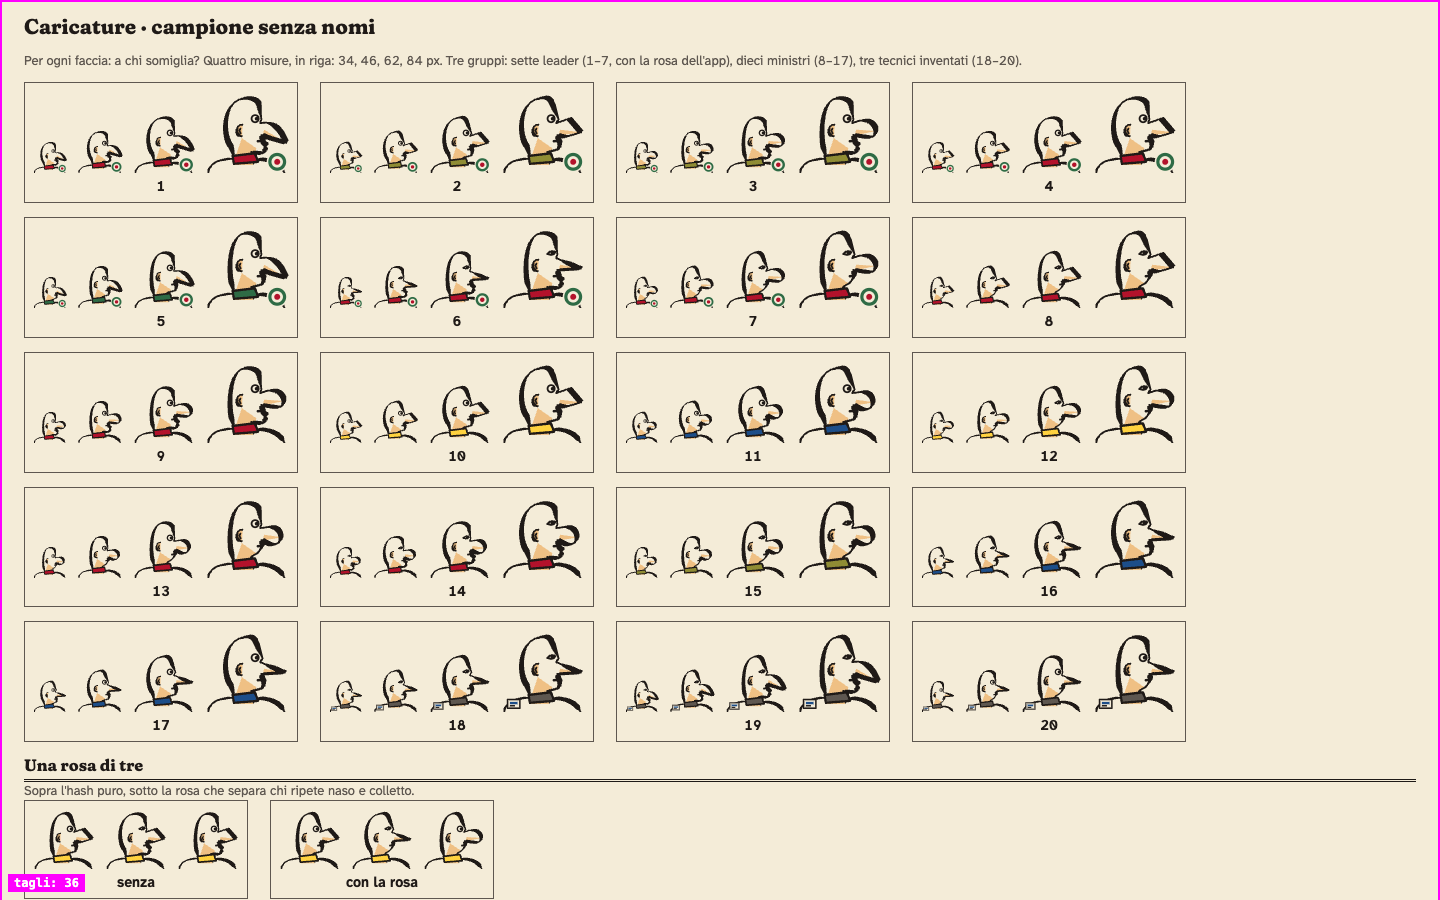 Caricature · campione senza nomi
Per ogni faccia: a chi somiglia? Quattro misure, in riga: 34, 46, 62, 84 px. Tre gruppi: sette leader (1–7, con la rosa dell'app), dieci ministri (8–17), tre tecnici inventati (18–20).
1
2
3
4
5
6
7
8
9
10
11
12
13
14
15
16
17
18
19
20
Una rosa di tre
Sopra l'hash puro, sotto la rosa che separa chi ripete naso e colletto.
senza
con la rosa
tagli: 36